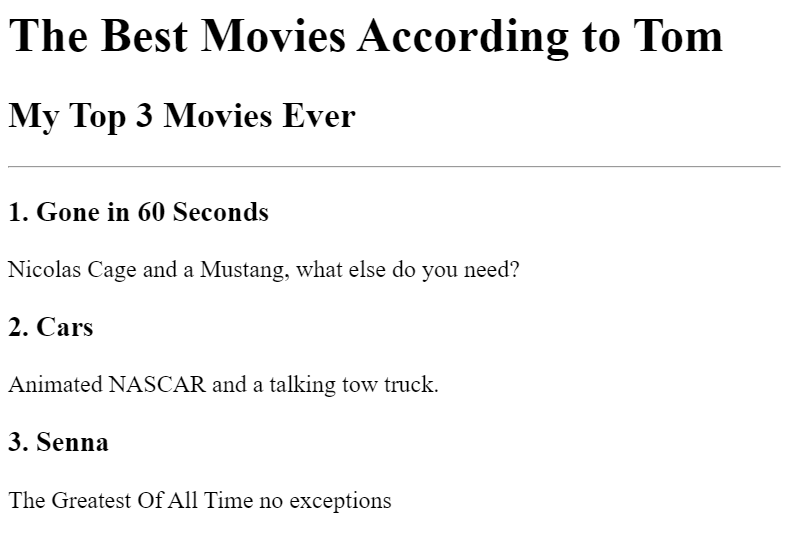 The Best Movies According to Tom
My Top 3 Movies Ever
1. Gone in 60 Seconds
Nicolas Cage and a Mustang, what else do you need?
2. Cars
Animated NASCAR and a talking tow truck.
3. Senna
The Greatest Of All Time no exceptions